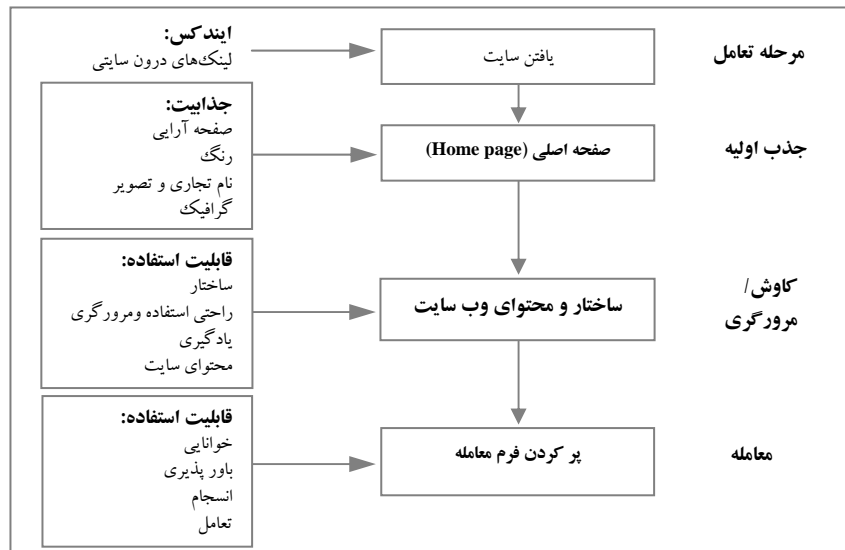 مرحله تعامل
یافتن سایت
ایندکس:
لینک‌های درون سایتی
جذب اولیه
صفحه اصلی (Home page)
جذابیت:
صفحه آرایی
رنگ
نام تجاری و تصویر
گرافیک
کاوش/
مرورگری
ساختار و محتوای وب سایت
قابلیت استفاده:
ساختار
راحتی استفاده ومرورگری
یادگیری
محتوای سایت
معامله
پر کردن فرم معامله
قابلیت استفاده:
خوانایی
باور پذیری
انسجام
تعامل